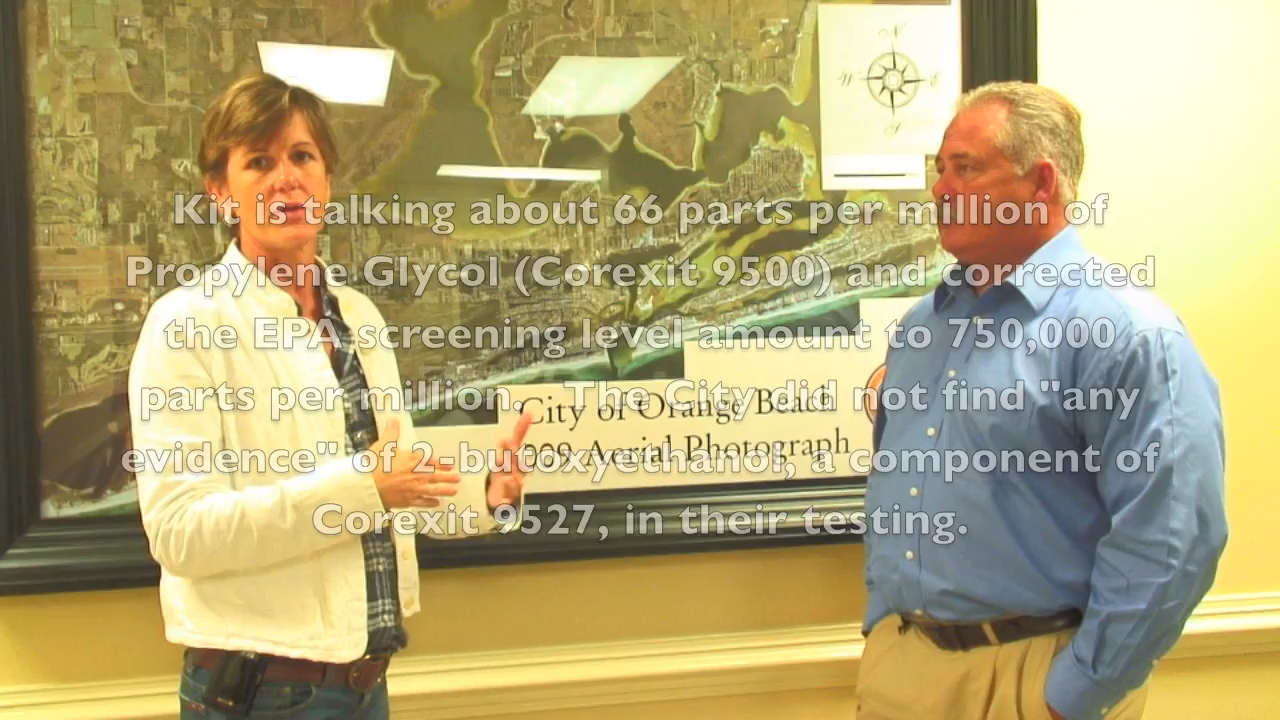 N
W E
S
Kit is talking about 66 parts per million of
Propylene Glycol (Corexit 9500) and corrected
the EPA screening level amount to 750,000
parts per million. The City did not find "any
evidence" of 2-butoxyethanol, a component of
Corexit 9527, in their testing.
City of Orange Beach
009 Aerial Photograph